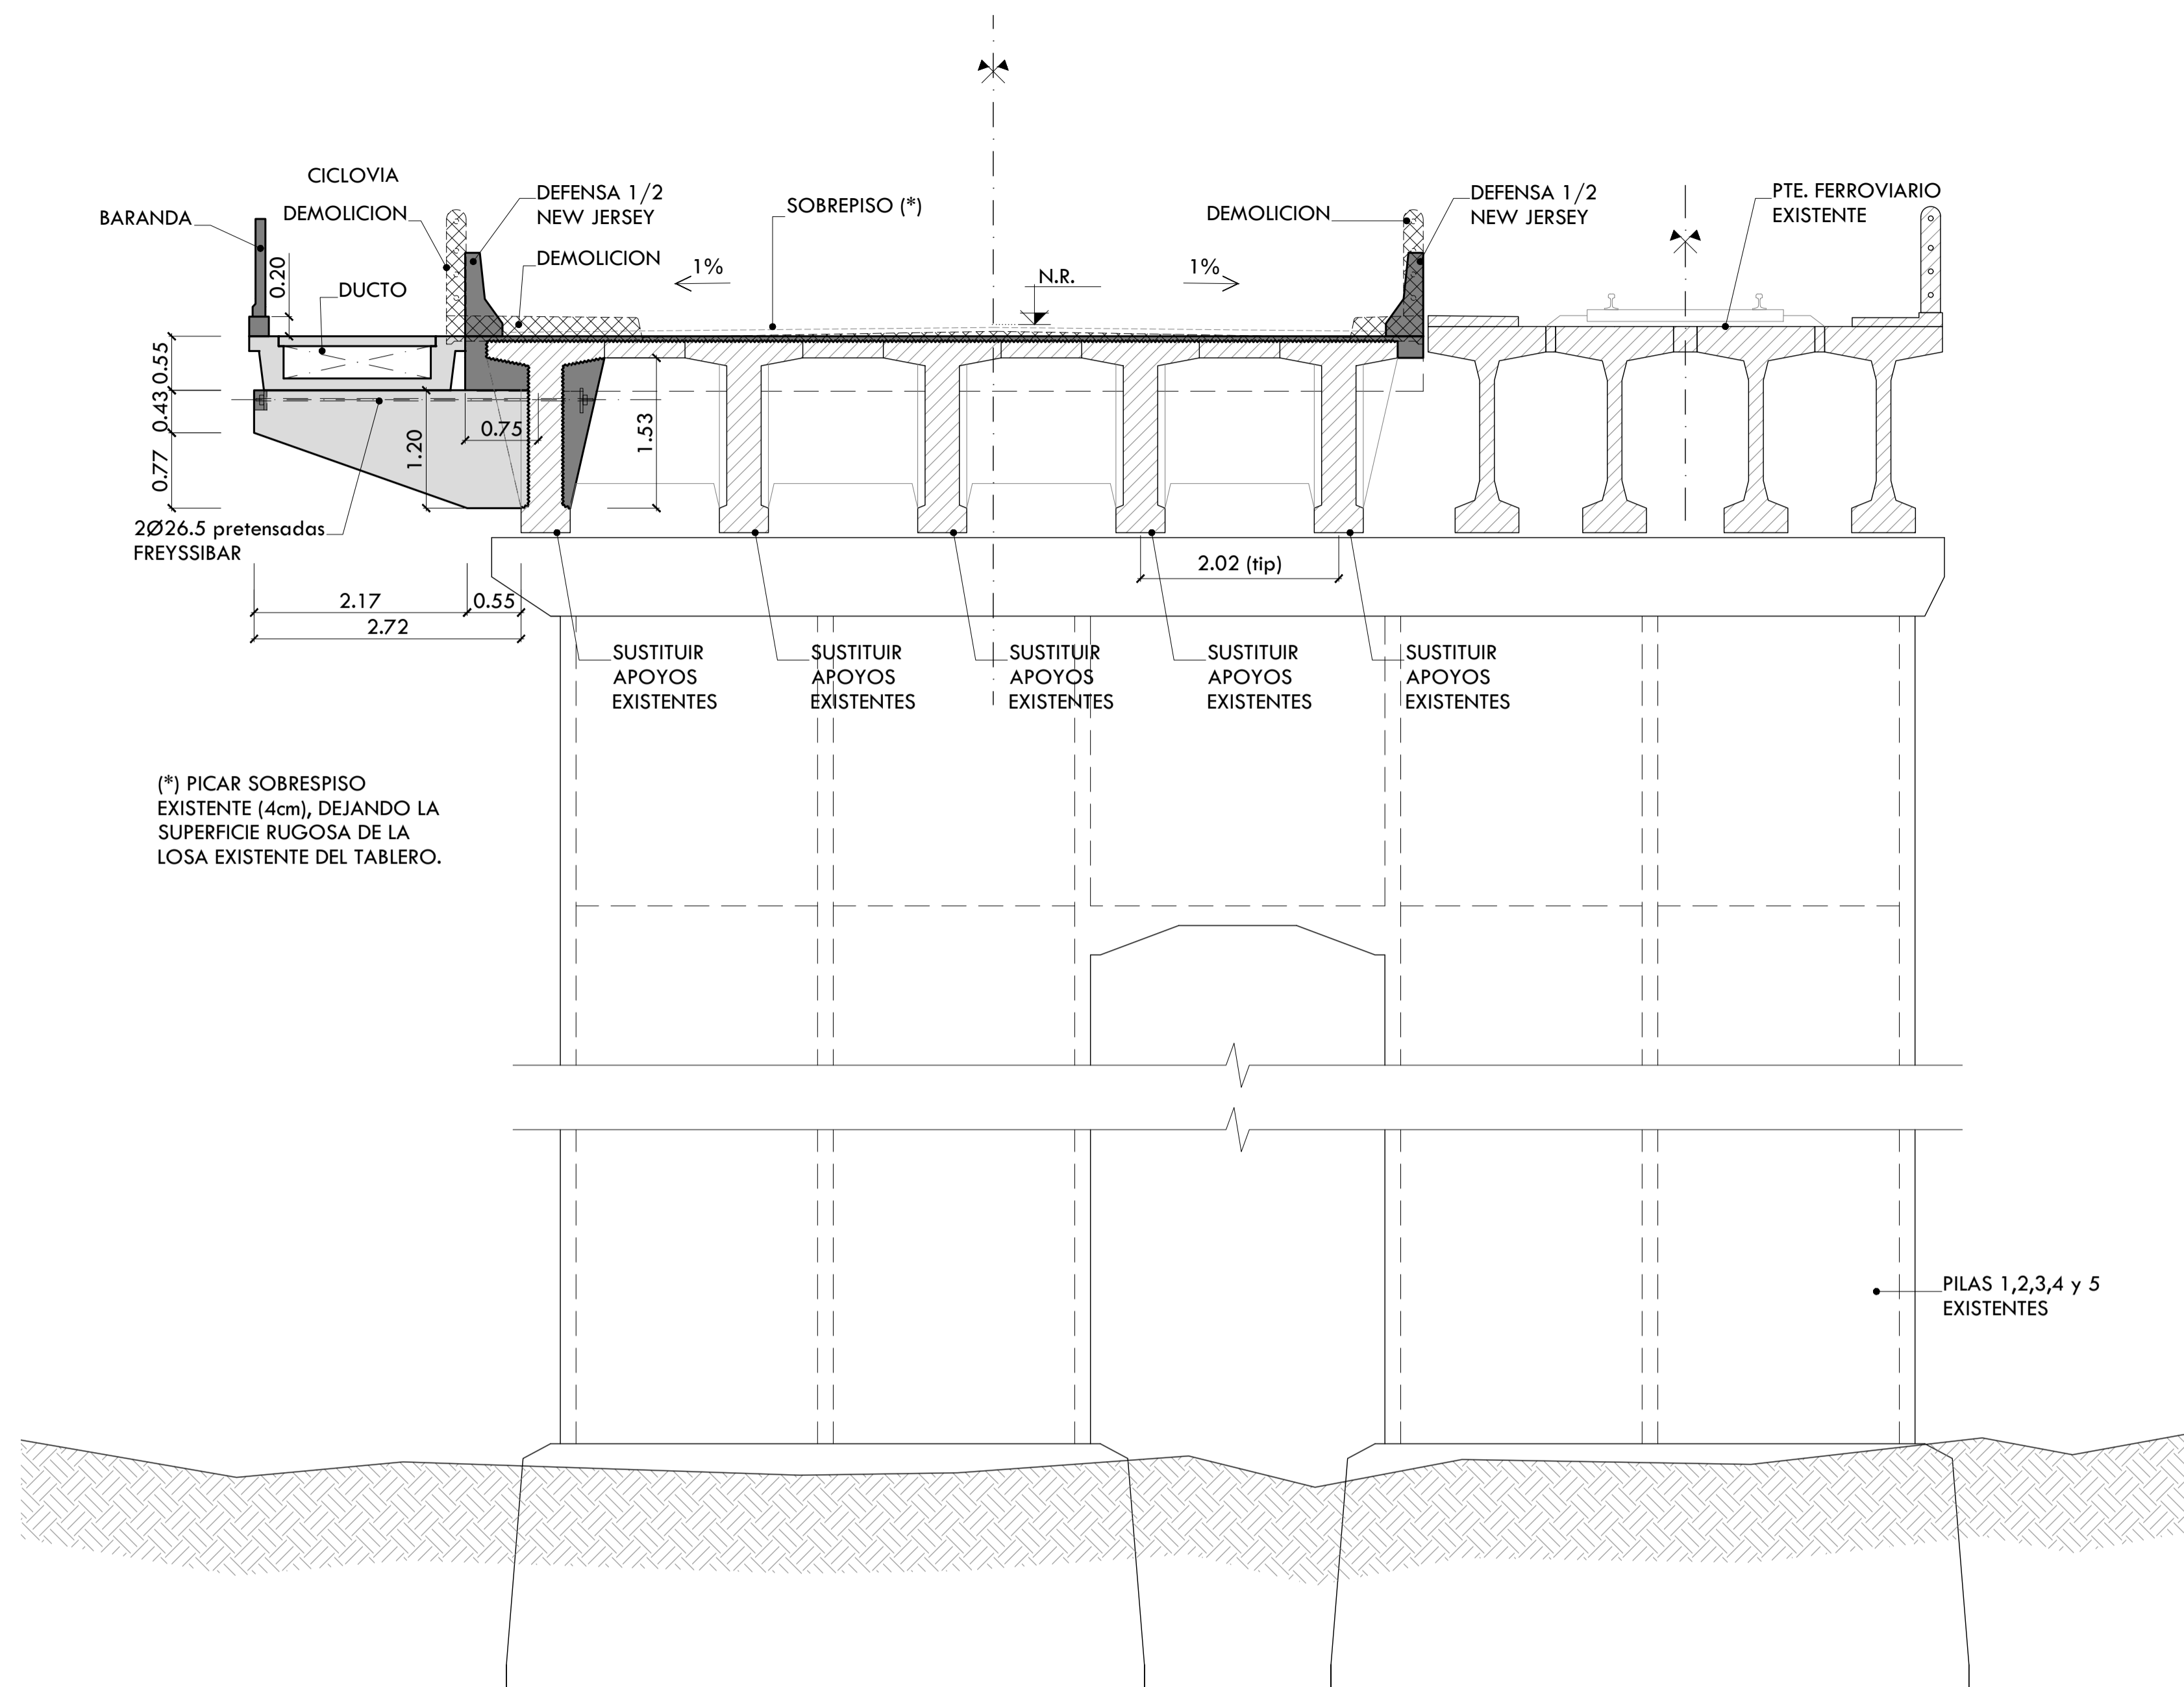 CICLOVIA
BARANDA
DEMOLICION
DEFENSA 1/2
NEW JERSEY
SOBREPISO (*)
DEMOLICION
DEFENSA 1/2
NEW JERSEY
PTE. FERROVIARIO
EXISTENTE
DEMOLICION
1%
N.R.
1%
0.20
DUCTO
0.55
0.43
0.77
1.20
0.75
1.53
2Ø26.5 pretensadas
FREYSSIBAR
2.17
0.55
2.72
2.02 (tip)
SUSTITUIR
APOYOS
EXISTENTES
SUSTITUIR
APOYOS
EXISTENTES
SUSTITUIR
APOYOS
EXISTENTES
SUSTITUIR
APOYOS
EXISTENTES
SUSTITUIR
APOYOS
EXISTENTES
(*) PICAR SOBRESPISO
EXISTENTE (4cm), DEJANDO LA
SUPERFICIE RUGOSA DE LA
LOSA EXISTENTE DEL TABLERO.
PILAS 1,2,3,4 y 5
EXISTENTES